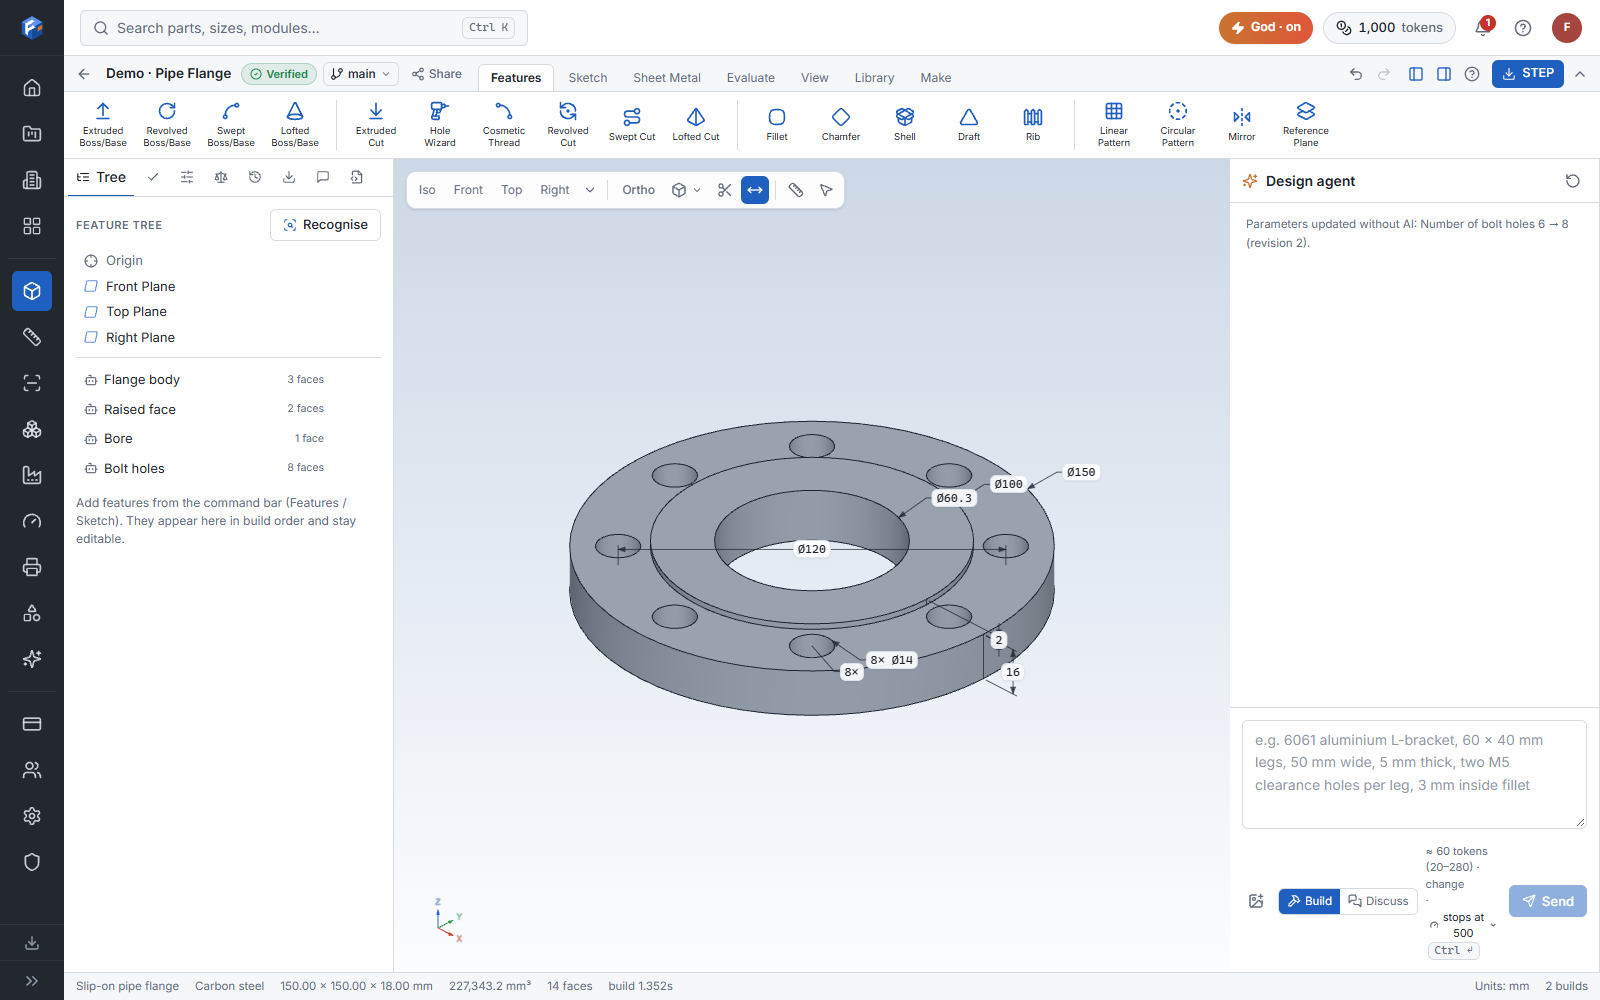 Search parts, sizes, modules...
Ctrl K
God · on
1,000 tokens
1
F
Demo · Pipe Flange
Verified
main
Share
Features
Sketch
Sheet Metal
Evaluate
View
Library
Make
STEP
Extruded Boss/Base
Revolved Boss/Base
Swept Boss/Base
Lofted Boss/Base
Extruded Cut
Hole Wizard
Cosmetic Thread
Revolved Cut
Swept Cut
Lofted Cut
Fillet
Chamfer
Shell
Draft
Rib
Linear Pattern
Circular Pattern
Mirror
Reference Plane
Tree
FEATURE TREE
Recognise
Origin
Front Plane
Top Plane
Right Plane
Flange body 3 faces
Raised face 2 faces
Bore 1 face
Bolt holes 8 faces
Add features from the command bar (Features /
Sketch). They appear here in build order and stay
editable.
Iso
Front
Top
Right
Ortho
Ø150
Ø100
Ø60.3
Ø120
2
8× Ø14
8×
16
Z
Y
X
Design agent
Parameters updated without AI: Number of bolt holes 6 → 8
(revision 2).
e.g. 6061 aluminium L-bracket, 60 × 40 mm
legs, 50 mm wide, 5 mm thick, two M5
clearance holes per leg, 3 mm inside fillet
Build
Discuss
≈ 60 tokens
(20–280) ·
change
·
stops at
500
Ctrl ⏎
Send
Slip-on pipe flange
Carbon steel
150.00 × 150.00 × 18.00 mm
227,343.2 mm³
14 faces
build 1.352s
Units: mm
2 builds